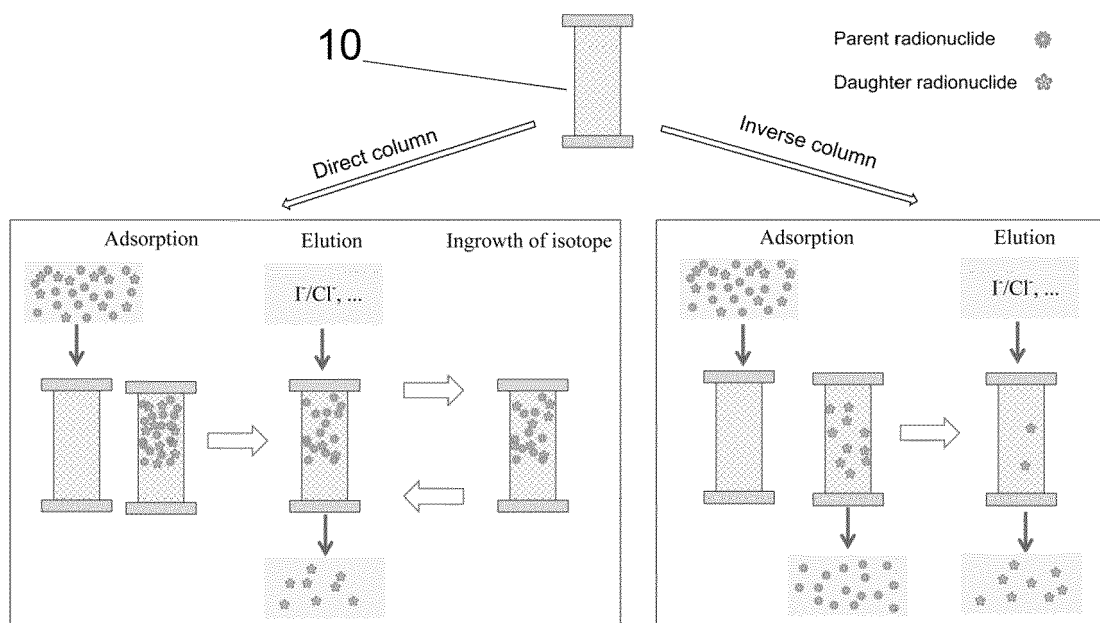 10
Parent radionuclide
Daughter radionuclide
Direct column
Inverse column
Adsorption
Elution
Ingrowth of isotope
I⁻/Cl⁻, ...
Adsorption
Elution
I⁻/Cl⁻, ...